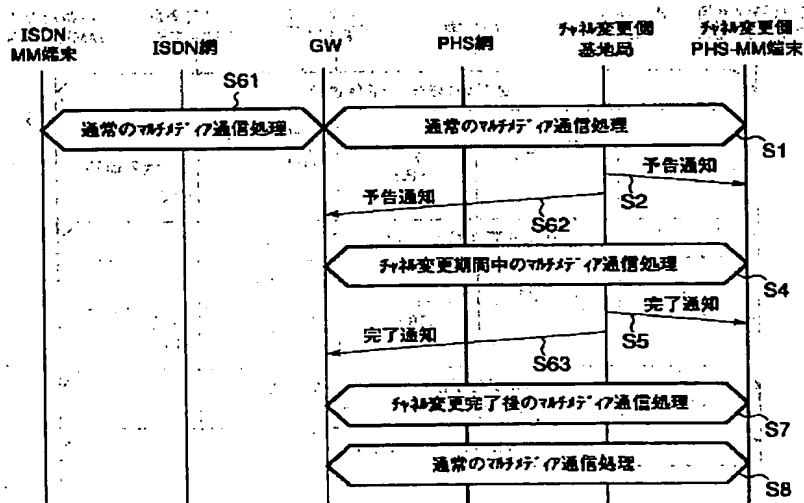 ISDN
MM端末
ISDN網
GW
PHS網
チャネル変更側
基地局
チャネル変更側
PHS-MM端末
S61
通常のマルチメディア通信処理
通常のマルチメディア通信処理
S1
予告通知
S2
予告通知
S62
チャネル変更期間中のマルチメディア通信処理
S4
完了通知
S5
完了通知
S63
チャネル変更完了後のマルチメディア通信処理
S7
通常のマルチメディア通信処理
S8